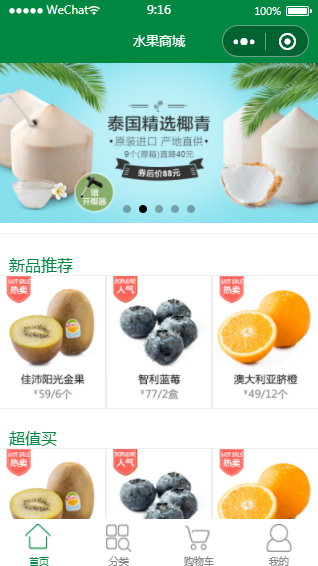 WeChat 9:16 100%
水果商城
泰国精选椰青
•原装进口 产地直供•
9个(原箱)直降40元
券后价88元
赠
开椰器
新品推荐
HOT SALE POPULAR HOT SALE
热卖 人气 热卖
佳沛阳光金果 智利蓝莓 澳大利亚脐橙
¥59/6个 ¥77/2盒 ¥49/12个
超值买
HOT SALE POPULAR HOT SALE
热卖 人气 热卖
首页 分类 购物车 我的